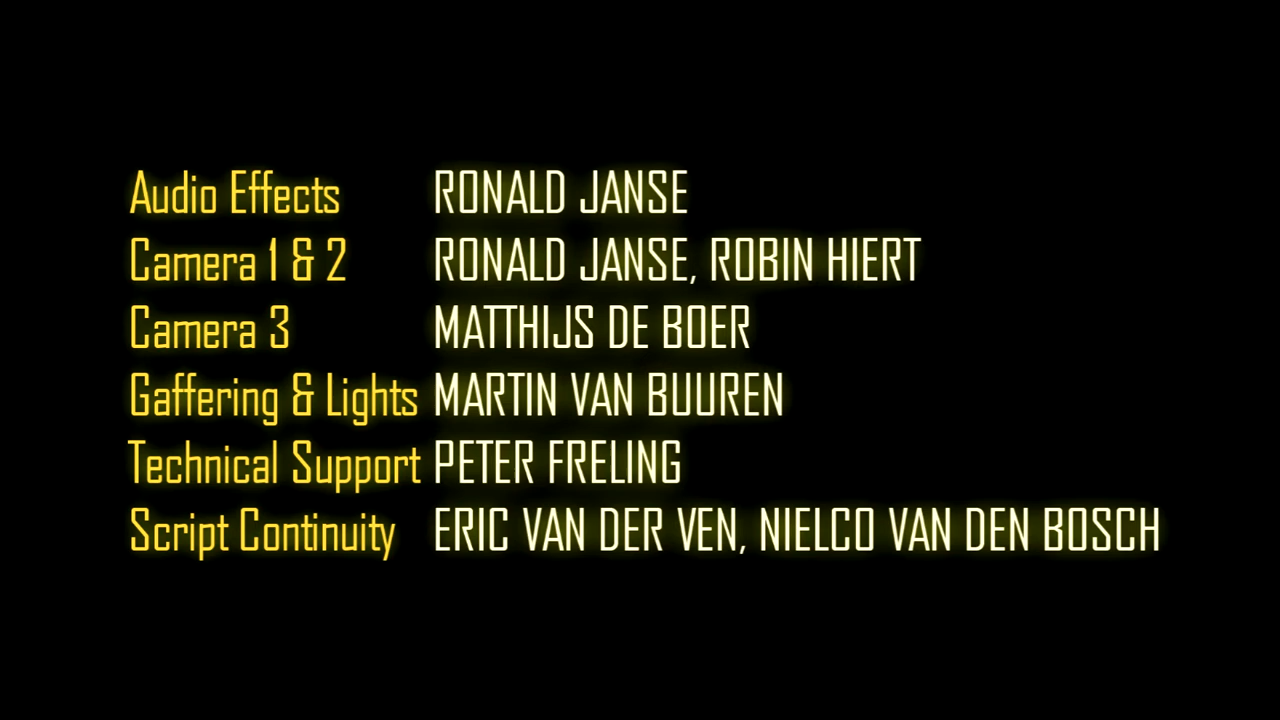 Audio Effects RONALD JANSE
Camera 1 & 2 RONALD JANSE, ROBIN HIERT
Camera 3 MATTHIJS DE BOER
Gaffering & Lights MARTIN VAN BUUREN
Technical Support PETER FRELING
Script Continuity ERIC VAN DER VEN, NIELCO VAN DEN BOSCH